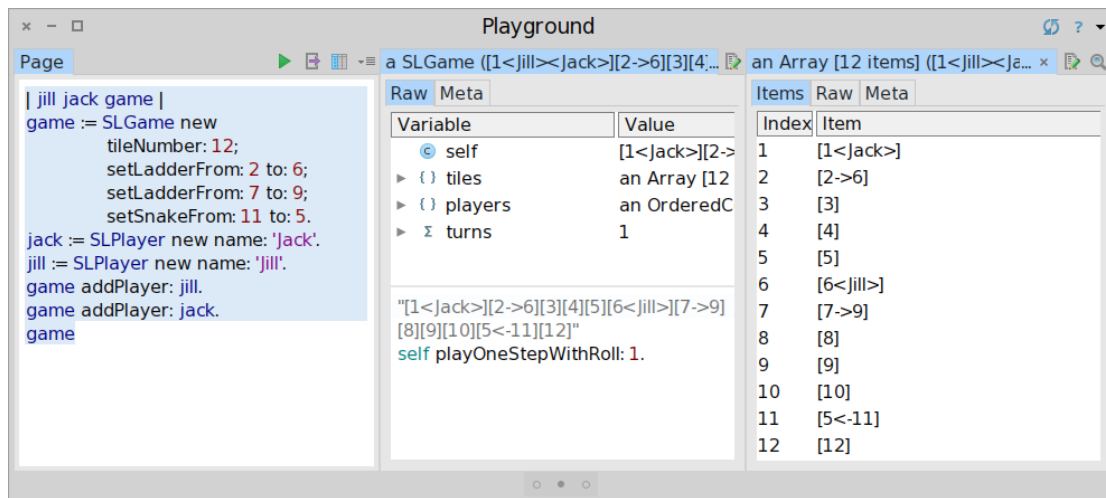 Playground
?
Page
a SLGame ([1<Jill><Jack>][2->6][3][4]...
an Array [12 items] ([1<Jill><Ja... ×
| jill jack game |
game := SLGame new
tileNumber: 12;
setLadderFrom: 2 to: 6;
setLadderFrom: 7 to: 9;
setSnakeFrom: 11 to: 5.
jack := SLPlayer new name: 'Jack'.
jill := SLPlayer new name: 'Jill'.
game addPlayer: jill.
game addPlayer: jack.
game
Raw Meta
Variable Value
c self [1<Jack>][2->
{ } tiles an Array [12
{ } players an OrderedC
Σ turns 1
"[1<Jack>][2->6][3][4][5][6<Jill>][7->9]
[8][9][10][5<-11][12]"
self playOneStepWithRoll: 1.
Items Raw Meta
Index Item
1 [1<Jack>]
2 [2->6]
3 [3]
4 [4]
5 [5]
6 [6<Jill>]
7 [7->9]
8 [8]
9 [9]
10 [10]
11 [5<-11]
12 [12]